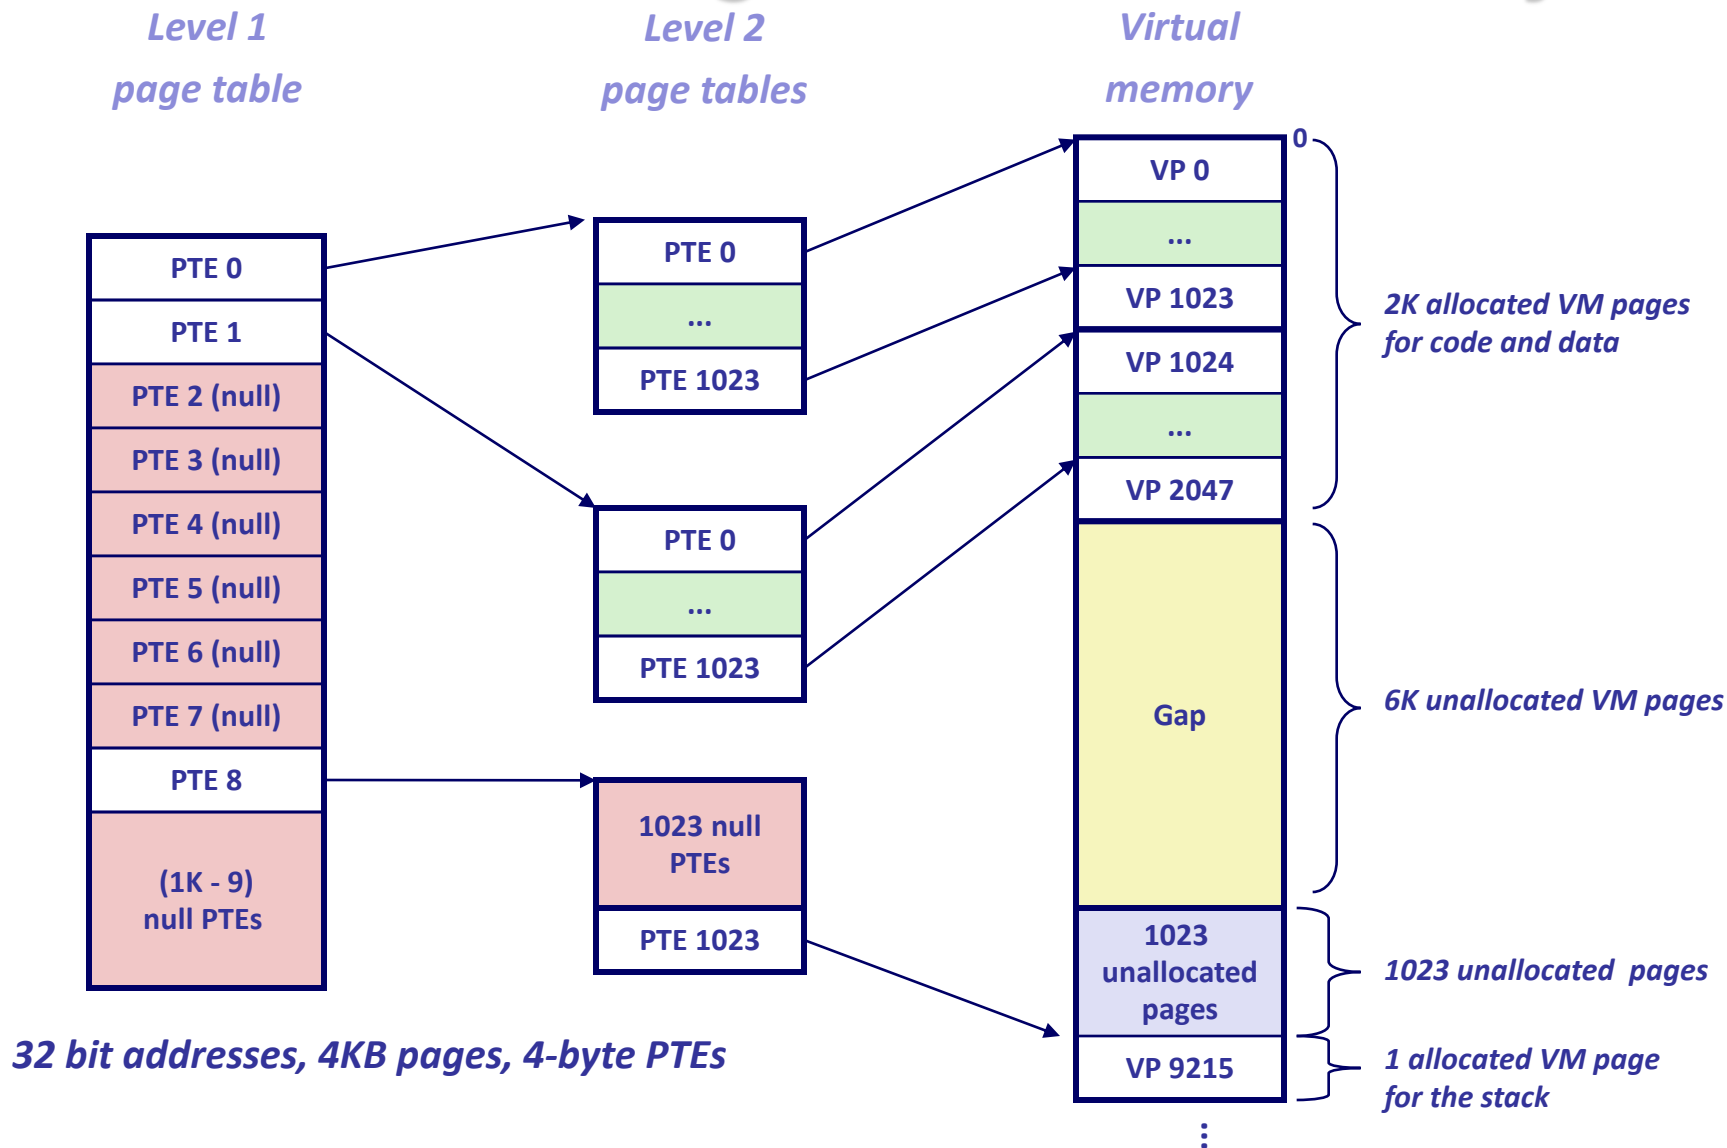 Level 1
page table
Level 2
page tables
Virtual
memory
PTE 0
PTE 1
PTE 2 (null)
PTE 3 (null)
PTE 4 (null)
PTE 5 (null)
PTE 6 (null)
PTE 7 (null)
PTE 8
(1K - 9)
null PTEs
PTE 0
...
PTE 1023
PTE 0
...
PTE 1023
1023 null
PTEs
PTE 1023
0
VP 0
...
VP 1023
VP 1024
...
VP 2047
Gap
1023
unallocated
pages
VP 9215
...
2K allocated VM pages
for code and data
6K unallocated VM pages
1023 unallocated pages
1 allocated VM page
for the stack
32 bit addresses, 4KB pages, 4-byte PTEs